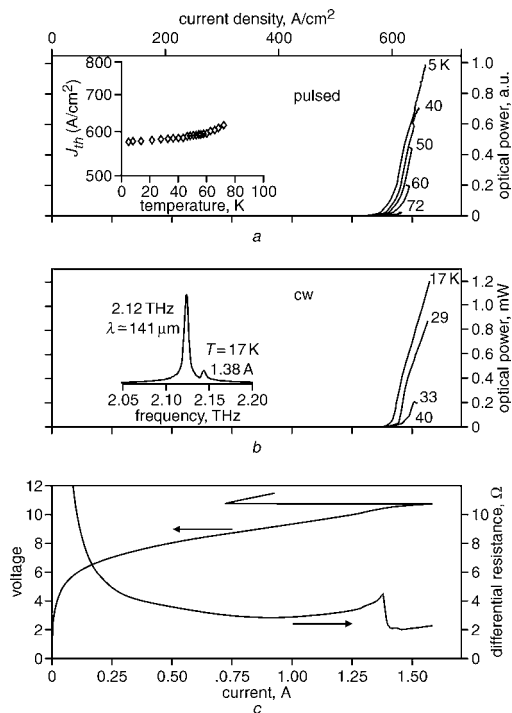 current density, A/cm2
0 200 400 600
800
700
600
500
Jth (A/cm2)
0 20 40 60 80 100
temperature, K
pulsed
5 K
40
50
60
72
1.0
0.8
0.6
0.4
0.2
0
optical power, a.u.
a
2.12 THz
λ ≃ 141 μm
T = 17 K
1.38 A
2.05 2.10 2.15 2.20
frequency, THz
cw
17 K
29
33
40
1.2
1.0
0.8
0.6
0.4
0.2
0
optical power, mW
b
12
10
8
6
4
2
0
voltage
10
8
6
4
2
0
differential resistance, Ω
0 0.25 0.50 .0.75 1.00 1.25 1.50
current, A
c